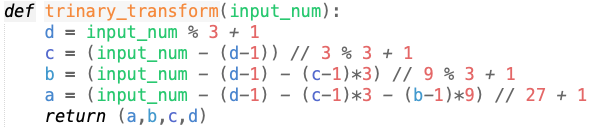 def trinary_transform(input_num):
    d = input_num % 3 + 1
    c = (input_num - (d-1)) // 3 % 3 + 1
    b = (input_num - (d-1) - (c-1)*3) // 9 % 3 + 1
    a = (input_num - (d-1) - (c-1)*3 - (b-1)*9) // 27 + 1
    return (a,b,c,d)